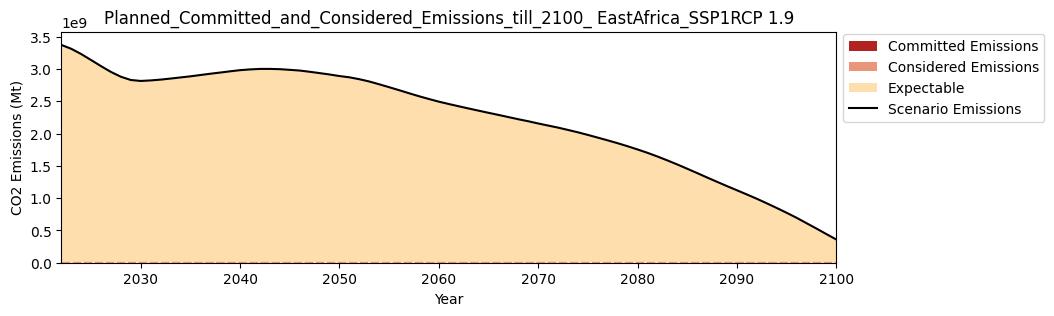 Planned_Committed_and_Considered_Emissions_till_2100_ EastAfrica_SSP1RCP 1.9
1e9
3.5
3.0
2.5
2.0
1.5
1.0
0.5
0.0
CO2 Emissions (Mt)
2030 2040 2050 2060 2070 2080 2090 2100
Year
Committed Emissions
Considered Emissions
Expectable
Scenario Emissions